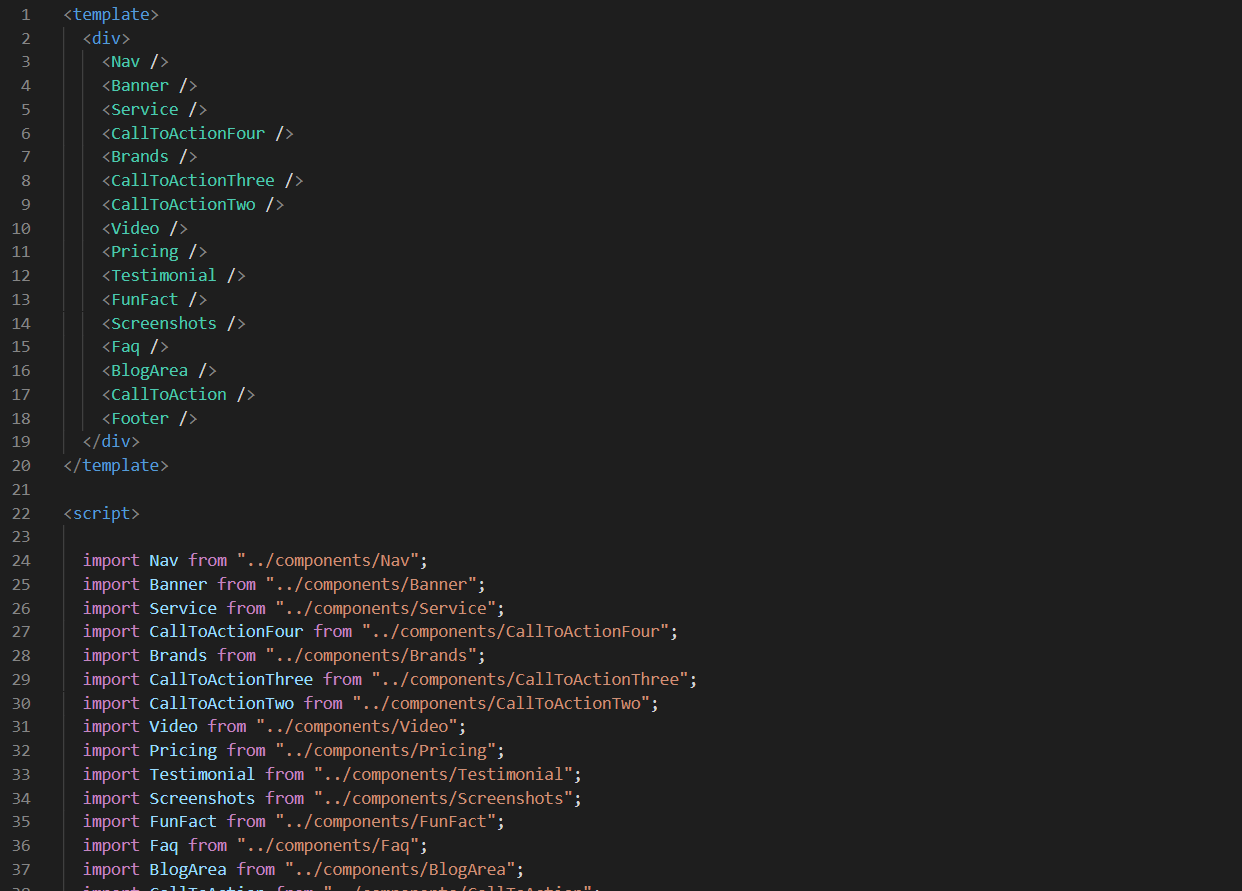 1 <template>
2   <div>
3     <Nav />
4     <Banner />
5     <Service />
6     <CallToActionFour />
7     <Brands />
8     <CallToActionThree />
9     <CallToActionTwo />
10     <Video />
11     <Pricing />
12     <Testimonial />
13     <FunFact />
14     <Screenshots />
15     <Faq />
16     <BlogArea />
17     <CallToAction />
18     <Footer />
19   </div>
20 </template>
21
22 <script>
23
24   import Nav from "../components/Nav";
25   import Banner from "../components/Banner";
26   import Service from "../components/Service";
27   import CallToActionFour from "../components/CallToActionFour";
28   import Brands from "../components/Brands";
29   import CallToActionThree from "../components/CallToActionThree";
30   import CallToActionTwo from "../components/CallToActionTwo";
31   import Video from "../components/Video";
32   import Pricing from "../components/Pricing";
33   import Testimonial from "../components/Testimonial";
34   import Screenshots from "../components/Screenshots";
35   import FunFact from "../components/FunFact";
36   import Faq from "../components/Faq";
37   import BlogArea from "../components/BlogArea";
38   import CallToAction from "../components/CallToAction";